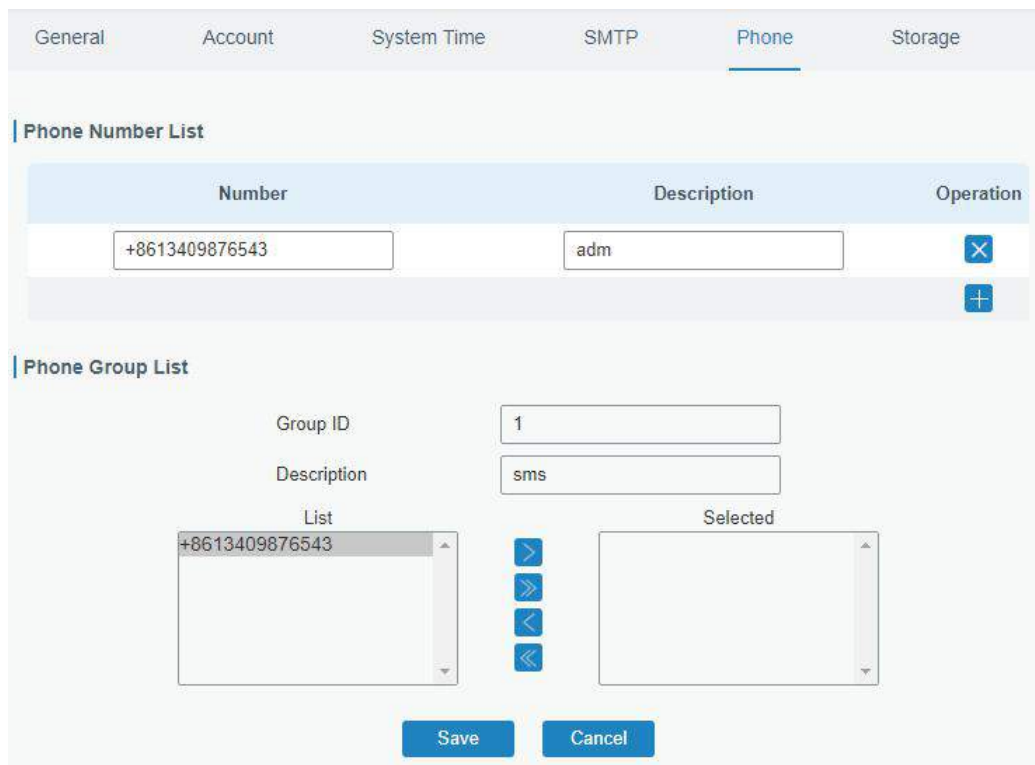 General Account System Time SMTP Phone Storage
Phone Number List
Number Description Operation
+8613409876543 adm
Phone Group List
Group ID 1
Description sms
List Selected
+8613409876543
Save Cancel